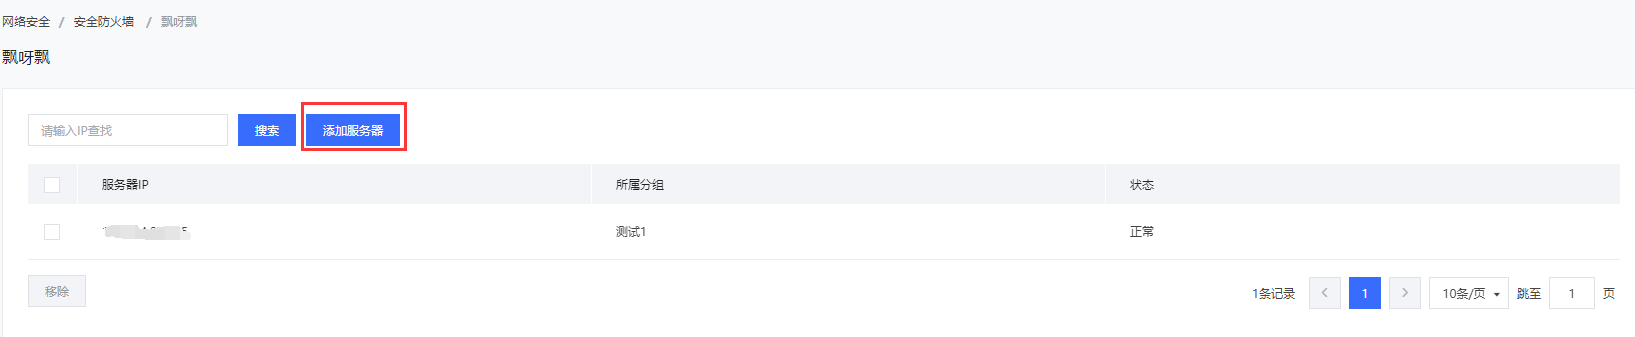 网络安全 / 安全防火墙 / 飘呀飘
飘呀飘
请输入IP查找 搜索 添加服务器
服务器IP 所属分组 状态
测试1 正常
移除 1条记录 1 10条/页 跳至 1 页